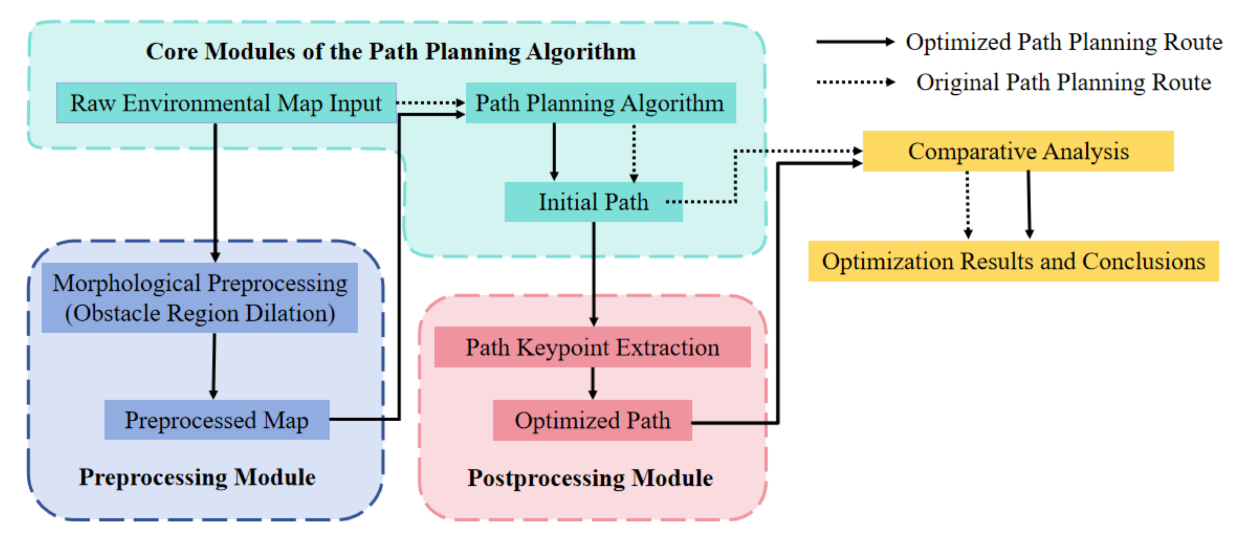 Core Modules of the Path Planning Algorithm
Raw Environmental Map Input
Path Planning Algorithm
Initial Path
Optimized Path Planning Route
Original Path Planning Route
Comparative Analysis
Optimization Results and Conclusions
Morphological Preprocessing
(Obstacle Region Dilation)
Preprocessed Map
Preprocessing Module
Path Keypoint Extraction
Optimized Path
Postprocessing Module